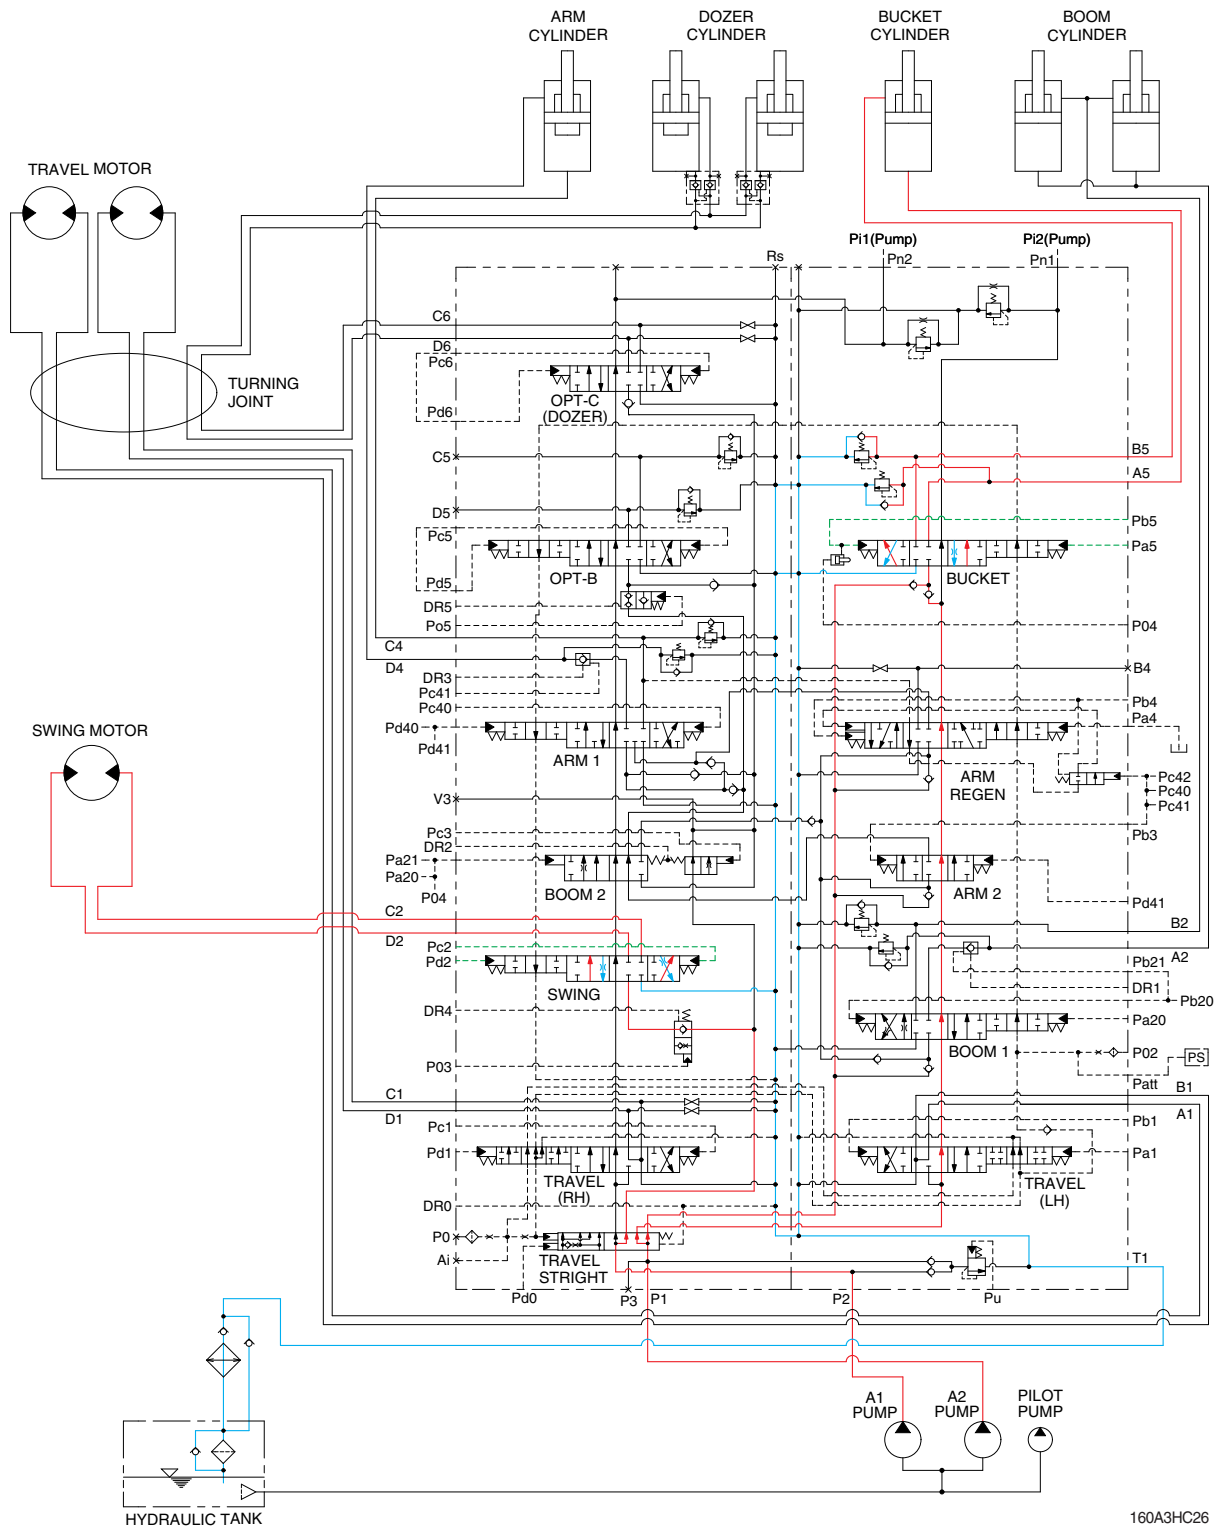 ARM
CYLINDER
DOZER
CYLINDER
BUCKET
CYLINDER
BOOM
CYLINDER
TRAVEL MOTOR
TURNING
JOINT
Pi1(Pump)
Pn2
Pi2(Pump)
Pn1
Rs
C6
D6
Pc6
Pd6
OPT-C
(DOZER)
C5
D5
Pc5
Pd5
OPT-B
DR5
Po5
B5
A5
Pb5
Pa5
BUCKET
P04
C4
D4
DR3
Pc41
Pc40
Pd40
Pd41
ARM 1
B4
Pb4
Pa4
ARM
REGEN
Pc42
Pc40
Pc41
Pb3
SWING MOTOR
V3
Pc3
DR2
Pa21
Pa20
P04
BOOM 2
ARM 2
Pd41
C2
D2
Pc2
Pd2
SWING
B2
A2
Pb21
DR1
Pb20
Pa20
BOOM 1
DR4
P03
P02
PS
Patt
C1
D1
B1
A1
Pc1
Pd1
TRAVEL
(RH)
Pb1
Pa1
TRAVEL
(LH)
DR0
P0
Ai
TRAVEL
STRIGHT
T1
Pd0
P3
P1
P2
Pu
A1
PUMP
A2
PUMP
PILOT
PUMP
HYDRAULIC TANK
160A3HC26